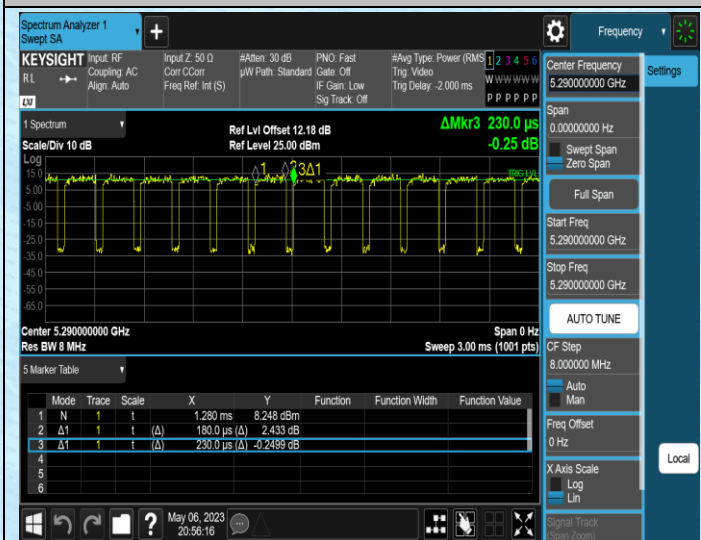 Spectrum Analyzer 1
Swept SA
+
Frequency
KEYSIGHT
RL
LXI
Input: RF
Coupling: AC
Align: Auto
Input Z: 50 Ω
Corr CCorr
Freq Ref: Int (S)
#Atten: 30 dB
µW Path: Standard
PNO: Fast
Gate: Off
IF Gain: Low
Sig Track: Off
#Avg Type: Power (RMS
Trig: Video
Trig Delay: -2.000 ms
1 2 3 4 5 6
W W W W W W
P P P P P P
1 Spectrum
Scale/Div 10 dB
Ref Lvl Offset 12.18 dB
Ref Level 25.00 dBm
ΔMkr3 230.0 µs
-0.25 dB
Log
15.0
5.00
-5.00
-15.0
-25.0
-35.0
-45.0
-55.0
-65.0
1
3Δ1
TRIG LVL
Center 5.290000000 GHz
Res BW 8 MHz
Span 0 Hz
Sweep 3.00 ms (1001 pts)
5 Marker Table
Mode Trace Scale X Y Function Function Width Function Value
1 N 1 t 1.280 ms 8.248 dBm
2 Δ1 1 t (Δ) 180.0 µs (Δ) 2.433 dB
3 Δ1 1 t (Δ) 230.0 µs (Δ) -0.2499 dB
4
5
6
?
May 06, 2023
20:56:16
Center Frequency
5.290000000 GHz
Settings
Span
0.00000000 Hz
Swept Span
Zero Span
Full Span
Start Freq
5.290000000 GHz
Stop Freq
5.290000000 GHz
AUTO TUNE
CF Step
8.000000 MHz
Auto
Man
Freq Offset
0 Hz
X Axis Scale
Log
Lin
Signal Track
(Span Zoom)
Local